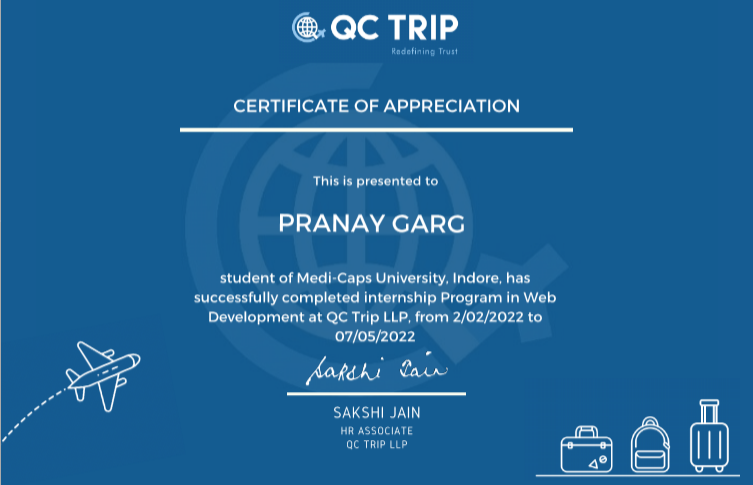 QC TRIP
Redefining Trust
CERTIFICATE OF APPRECIATION
This is presented to
PRANAY GARG
student of Medi-Caps University, Indore, has
successfully completed internship Program in Web
Development at QC Trip LLP, from 2/02/2022 to
07/05/2022
Sakshi Jain
SAKSHI JAIN
HR ASSOCIATE
QC TRIP LLP